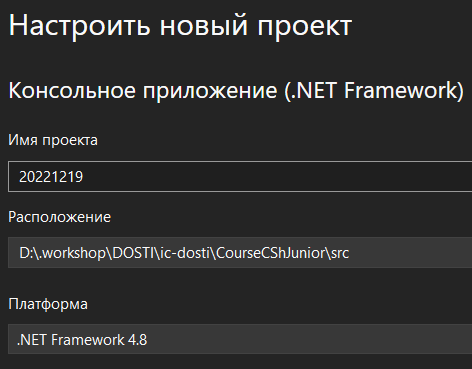 Настроить новый проект
Консольное приложение (.NET Framework)
Имя проекта
20221219
Расположение
D:\.workshop\DOSTI\ic-dosti\CourseCShJunior\src
Платформа
.NET Framework 4.8